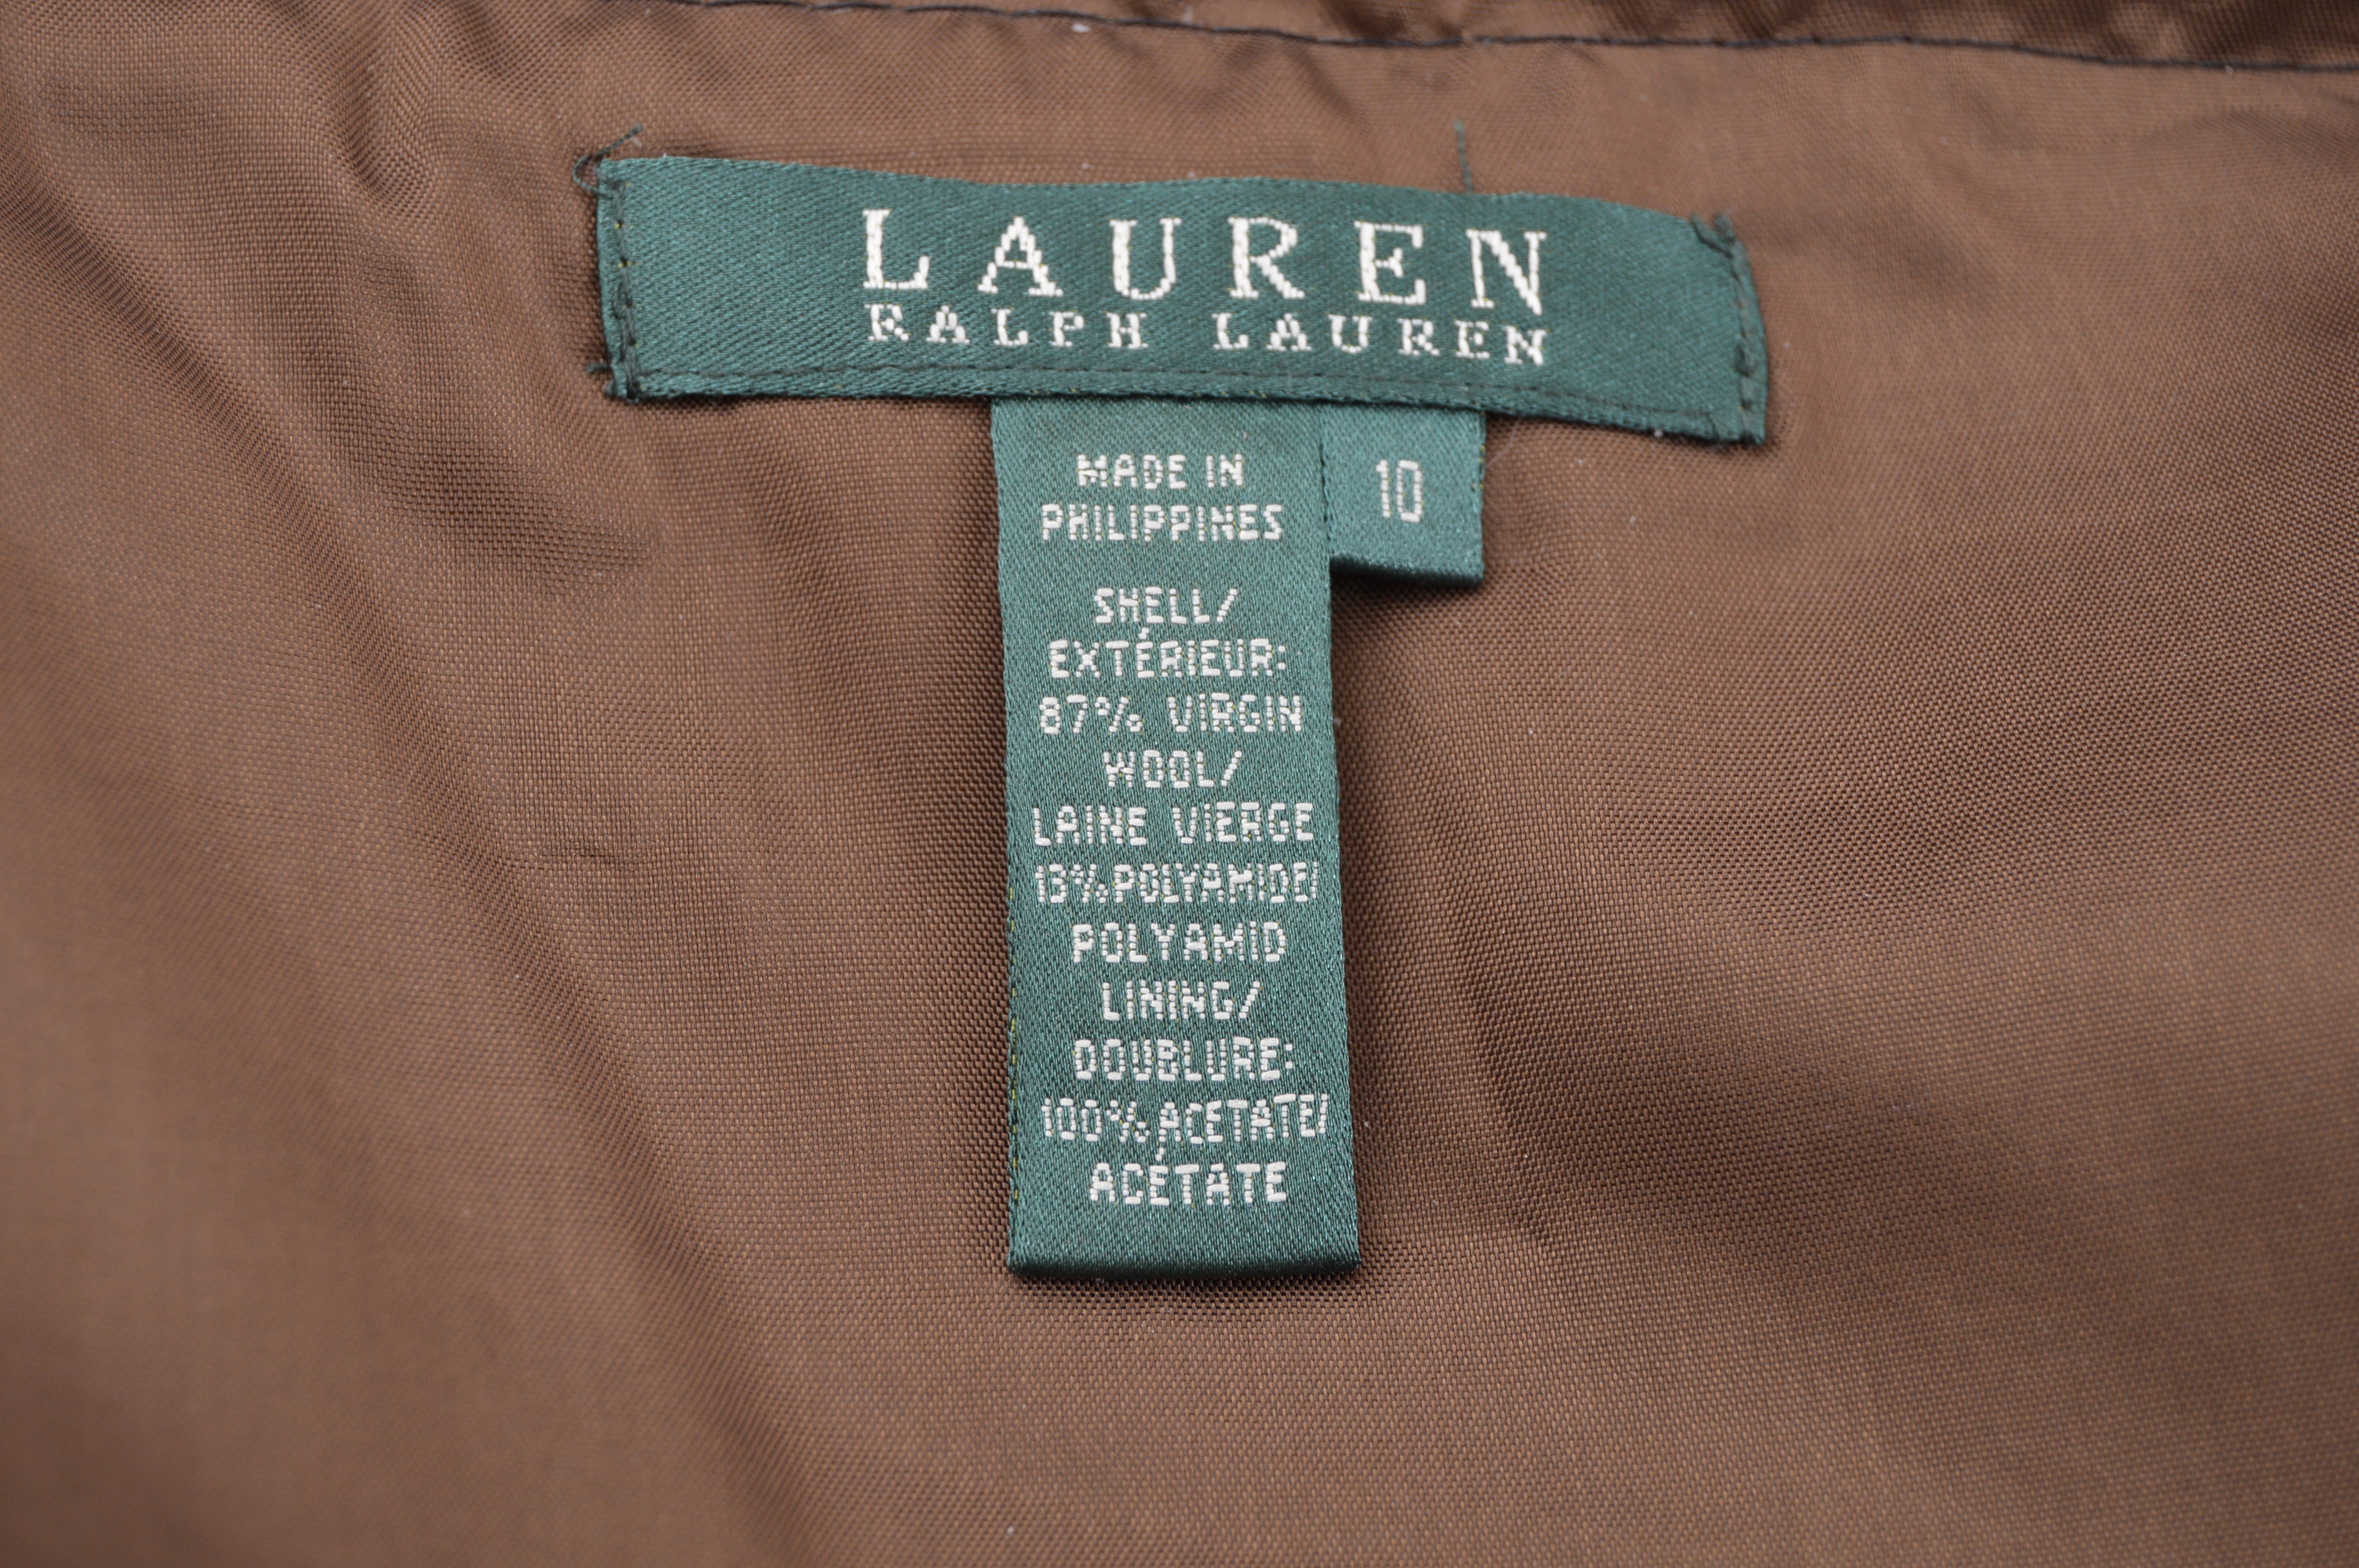 LAUREN
RALPH LAUREN
MADE IN
PHILIPPINES
10
SHELL/
EXTÉRIEUR:
87% VIRGIN
WOOL/
LAINE VIERGE
13% POLYAMIDE/
POLYAMID
LINING/
DOUBLURE:
100% ACETATE/
ACÉTATE